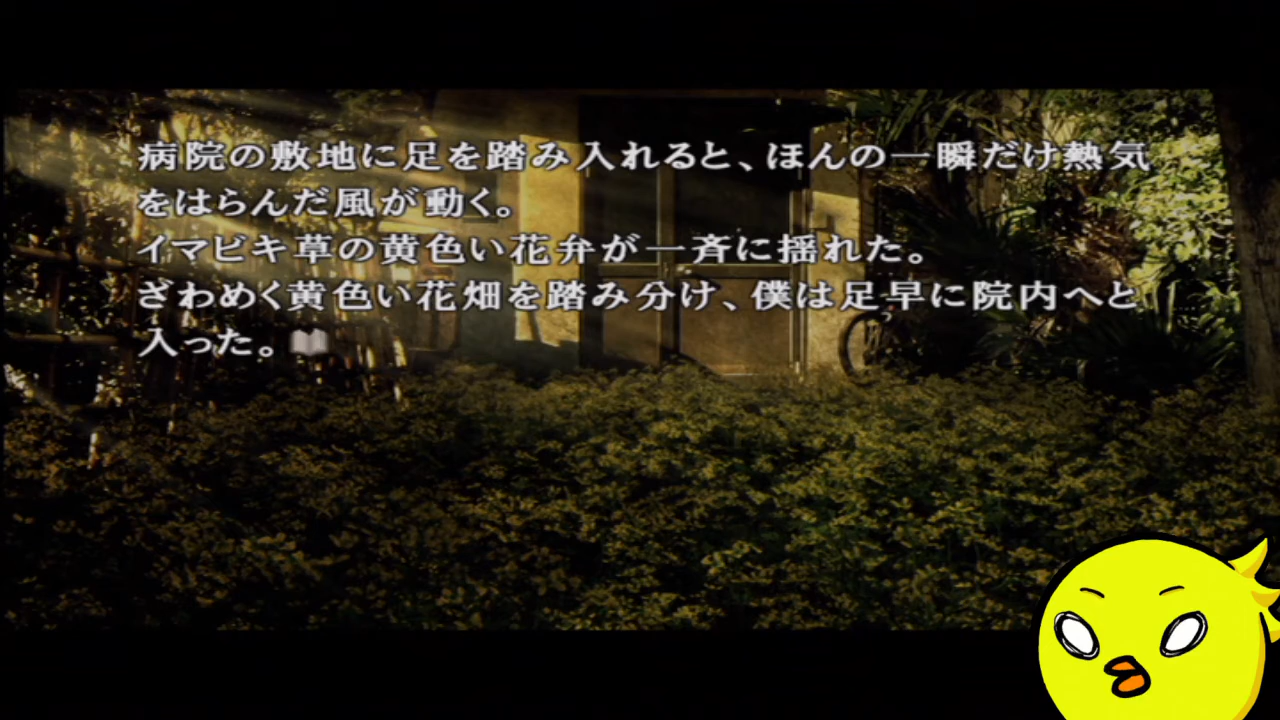 病院の敷地に足を踏み入れると、ほんの一瞬だけ熱気
をはらんだ風が動く。
イマビキ草の黄色い花弁が一斉に揺れた。
ざわめく黄色い花畑を踏み分け、僕は足早に院内へと
入った。